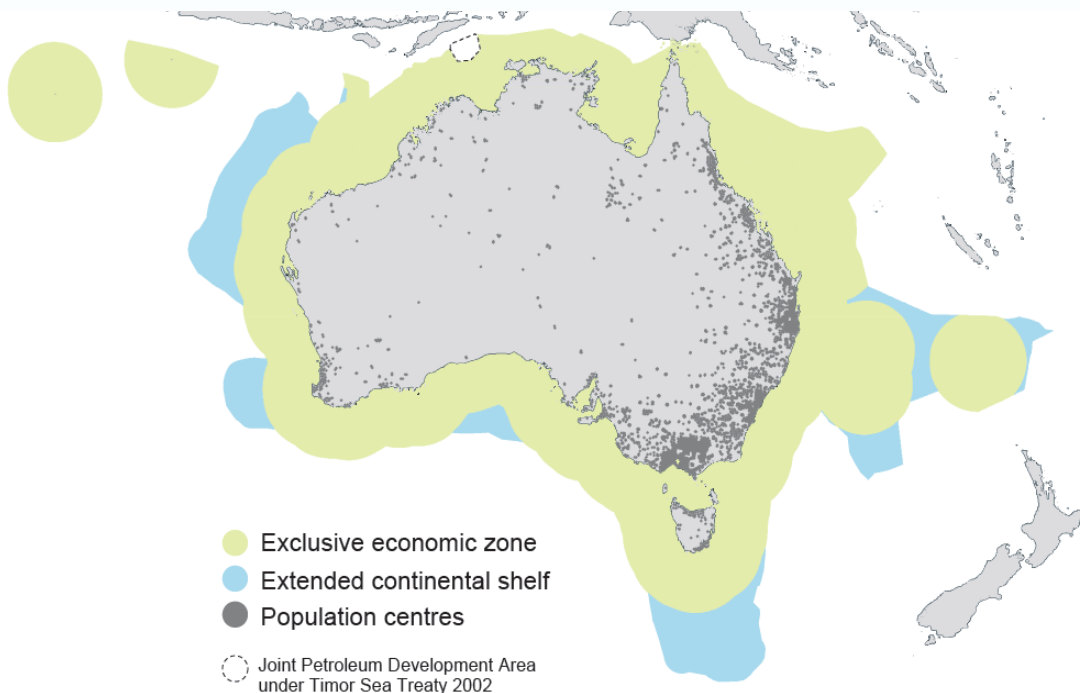 Exclusive economic zone
Extended continental shelf
Population centres
Joint Petroleum Development Area
under Timor Sea Treaty 2002